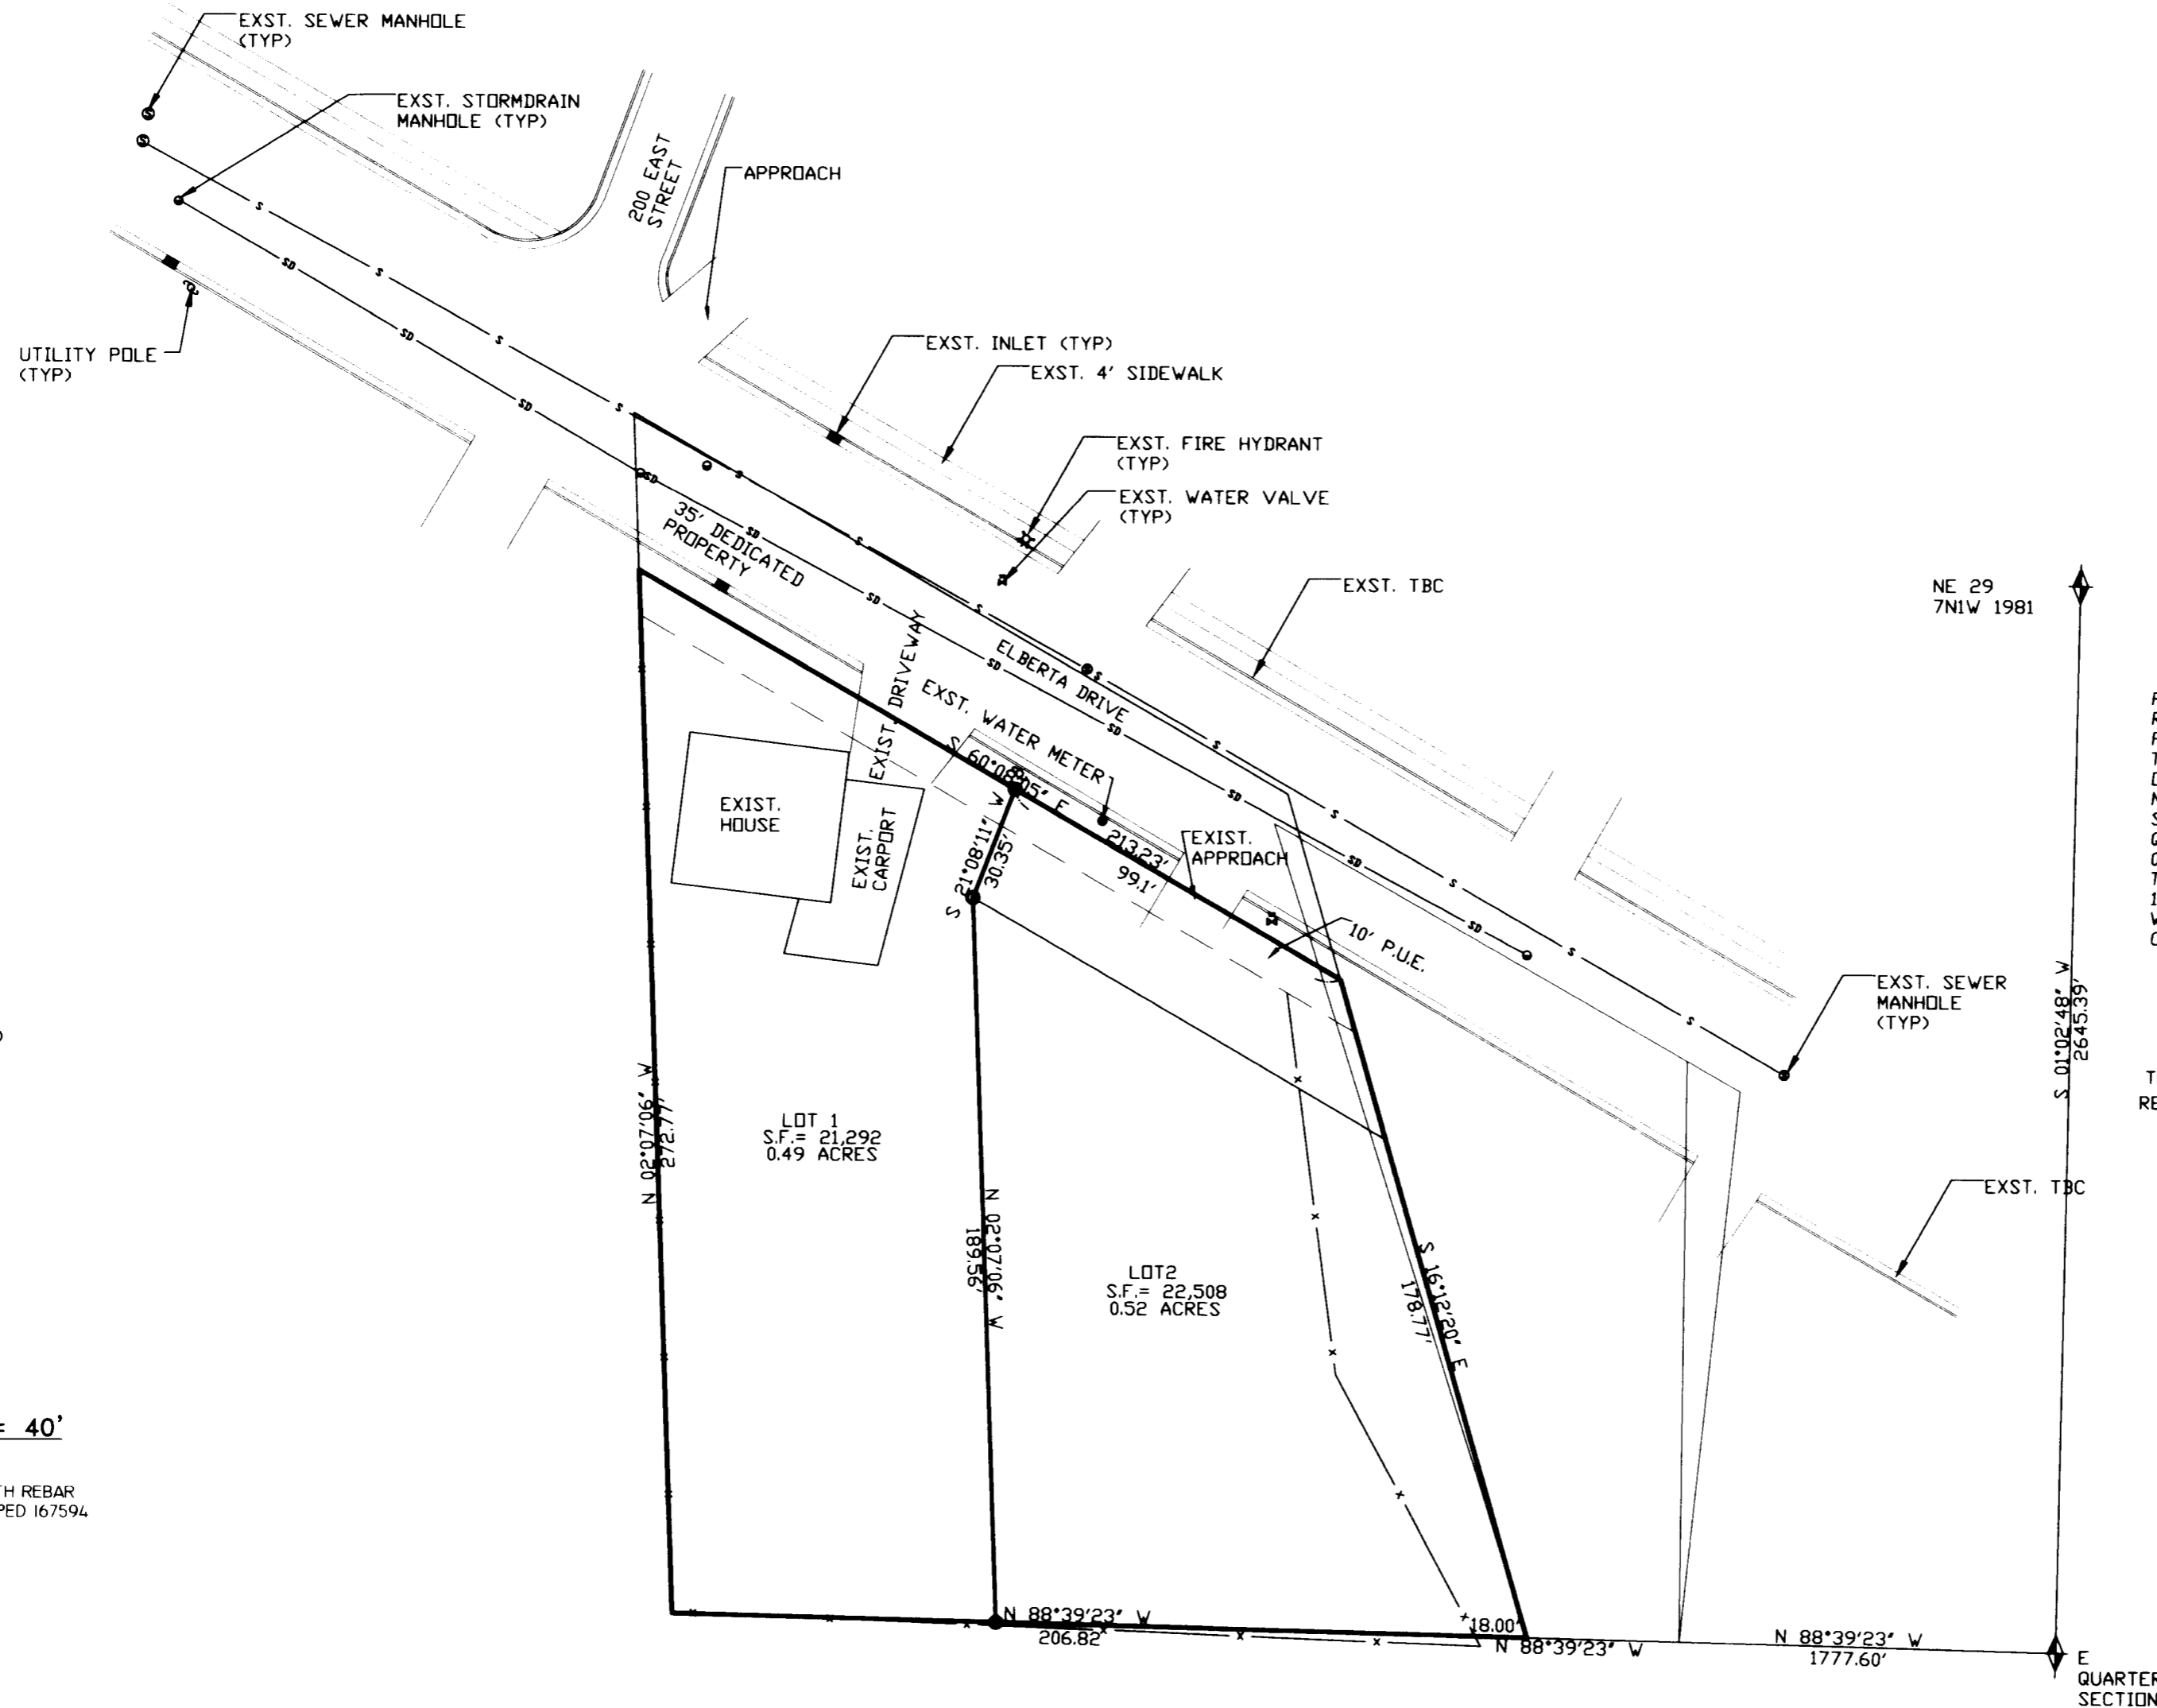 EXST. SEWER MANHOLE
(TYP)
EXST. STORMDRAIN
MANHOLE (TYP)
200 EAST
STREET
APPROACH
UTILITY POLE
(TYP)
EXST. INLET (TYP)
EXST. 4' SIDEWALK
EXST. FIRE HYDRANT
(TYP)
EXST. WATER VALVE
(TYP)
35' DEDICATED
PROPERTY
EXST. TBC
NE 29
7N1W 1981
ELBERTA DRIVE
EXIST. DRIVEWAY
EXST. WATER METER
S 60°08'05" E
213.23'
99.1'
EXIST.
HOUSE
EXIST.
CARPORT
S 21°08'11" W
30.35'
EXIST.
APPROACH
10' P.U.E.
EXST. SEWER
MANHOLE
(TYP)
S 01°02'48" W
2645.39'
N 02°07'06" W
272.77'
LOT 1
S.F.= 21,292
0.49 ACRES
N 02°07'06" W
189.56'
LOT2
S.F.= 22,508
0.52 ACRES
S 16°12'20" E
178.77'
EXST. TBC
= 40'
TH REBAR
PED 167594
N 88°39'23" W
206.82'
18.00'
N 88°39'23" W
N 88°39'23" W
1777.60'
E
QUARTER
SECTION